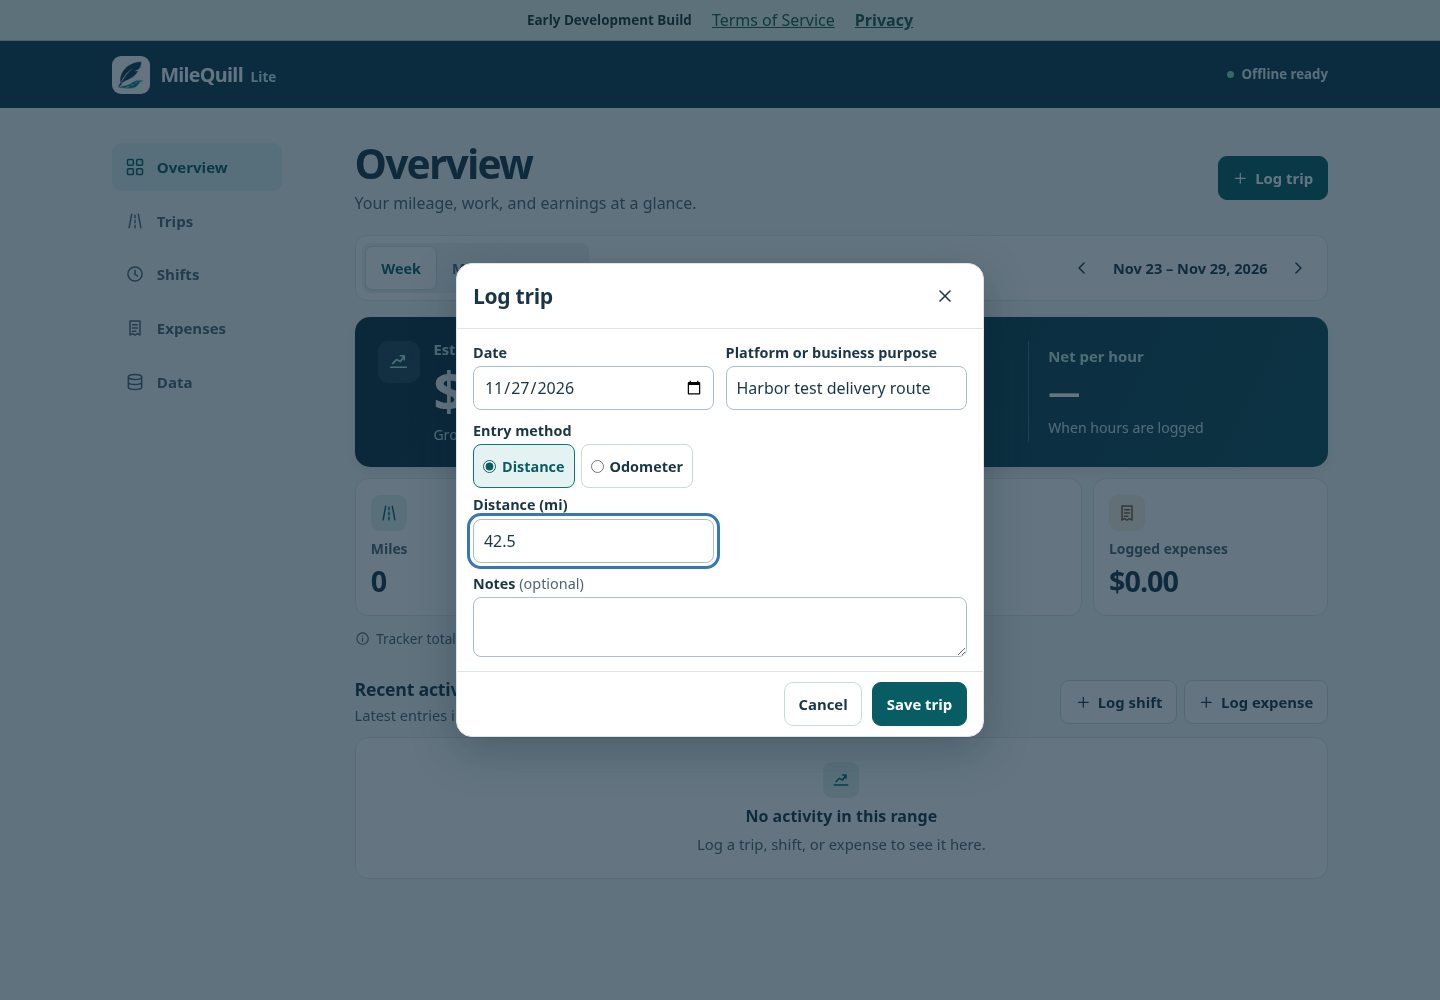 Early Development Build Terms of Service Privacy
MileQuill Lite
Offline ready
Overview
Trips
Shifts
Expenses
Data
Overview
Your mileage, work, and earnings at a glance.
+ Log trip
Week
Nov 23 – Nov 29, 2026
Net per hour
—
When hours are logged
Miles
0
Logged expenses
$0.00
Tracker total
Recent
Latest entries
+ Log shift
+ Log expense
No activity in this range
Log a trip, shift, or expense to see it here.
Log trip
Date
11/27/2026
Platform or business purpose
Harbor test delivery route
Entry method
Distance
Odometer
Distance (mi)
42.5
Notes (optional)
Cancel
Save trip